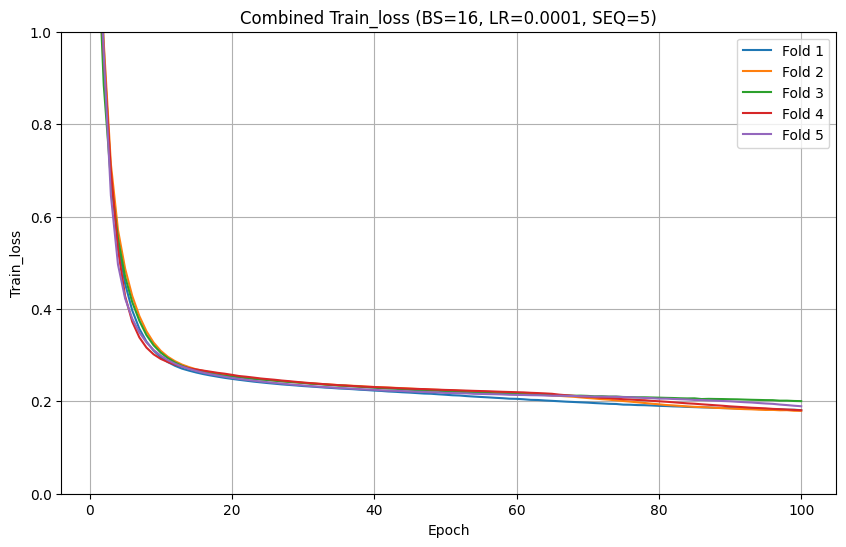 Combined Train_loss (BS=16, LR=0.0001, SEQ=5)
Fold 1
Fold 2
Fold 3
Fold 4
Fold 5
Train_loss
1.0
0.8
0.6
0.4
0.2
0.0
0 20 40 60 80 100
Epoch